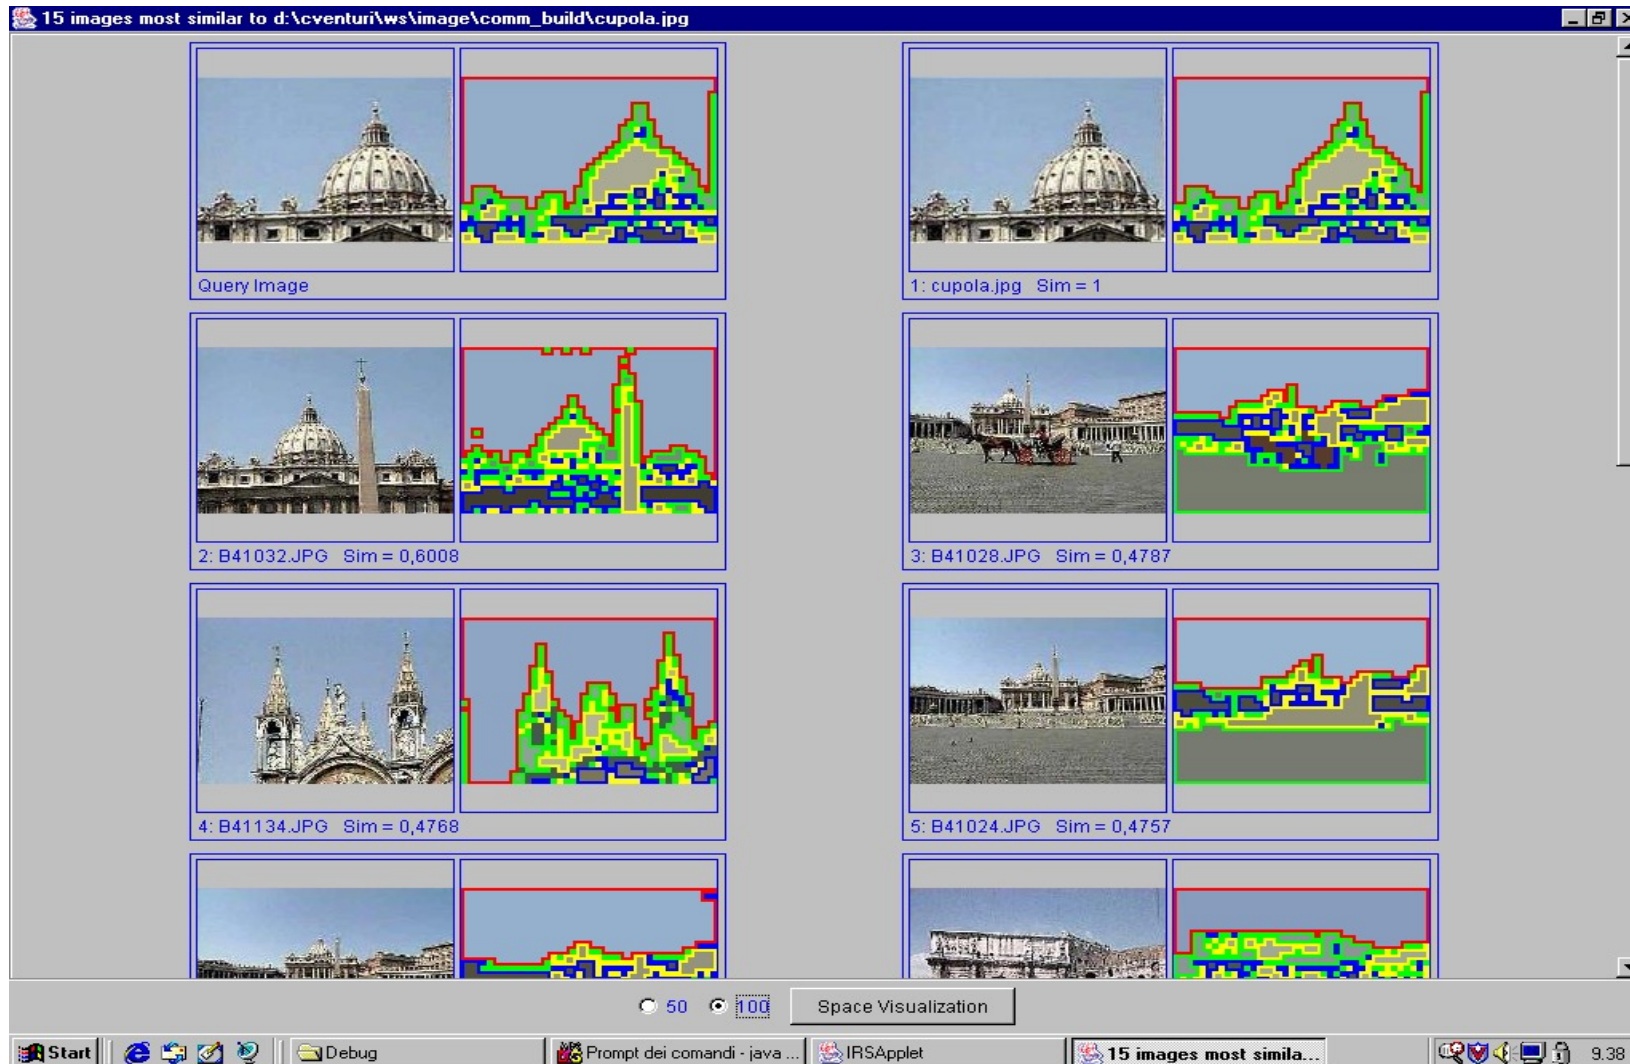 15 images most similar to d:\cventuri\ws\image\comm_build\cupola.jpg
Query Image
1: cupola.jpg Sim = 1
2: B41032.JPG Sim = 0,6008
3: B41028.JPG Sim = 0,4787
4: B41134.JPG Sim = 0,4768
5: B41024.JPG Sim = 0,4757
50 100 Space Visualization
Start Debug Prompt dei comandi - java ... IRSApplet 15 images most simila... 9.38